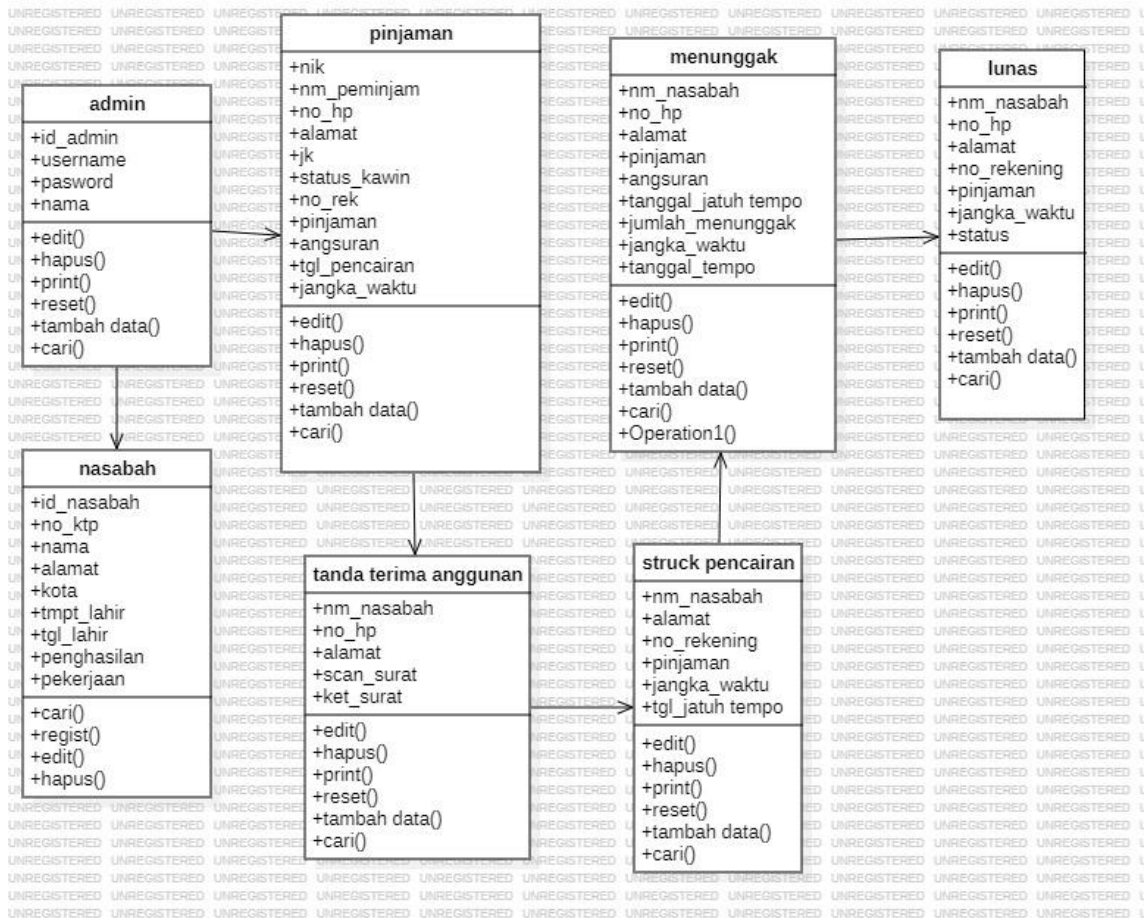 admin
+id_admin
+username
+pasword
+nama
+edit()
+hapus()
+print()
+reset()
+tambah data()
+cari()
nasabah
+id_nasabah
+no_ktp
+nama
+alamat
+kota
+tmpt_lahir
+tgl_lahir
+penghasilan
+pekerjaan
+cari()
+regist()
+edit()
+hapus()
pinjaman
+nik
+nm_peminjam
+no_hp
+alamat
+jk
+status_kawin
+no_rek
+pinjaman
+angsuran
+tgl_pencairan
+jangka_waktu
+edit()
+hapus()
+print()
+reset()
+tambah data()
+cari()
tanda terima anggunan
+nm_nasabah
+no_hp
+alamat
+scan_surat
+ket_surat
+edit()
+hapus()
+print()
+reset()
+tambah data()
+cari()
struck pencairan
+nm_nasabah
+alamat
+no_rekening
+pinjaman
+jangka_waktu
+tgl_jatuh tempo
+edit()
+hapus()
+print()
+reset()
+tambah data()
+cari()
menunggak
+nm_nasabah
+no_hp
+alamat
+pinjaman
+angsuran
+tanggal_jatuh tempo
+jumlah_menunggak
+jangka_waktu
+tanggal_tempo
+edit()
+hapus()
+print()
+reset()
+tambah data()
+cari()
+Operation1()
lunas
+nm_nasabah
+no_hp
+alamat
+no_rekening
+pinjaman
+jangka_waktu
+status
+edit()
+hapus()
+print()
+reset()
+tambah data()
+cari()
UNREGISTERED